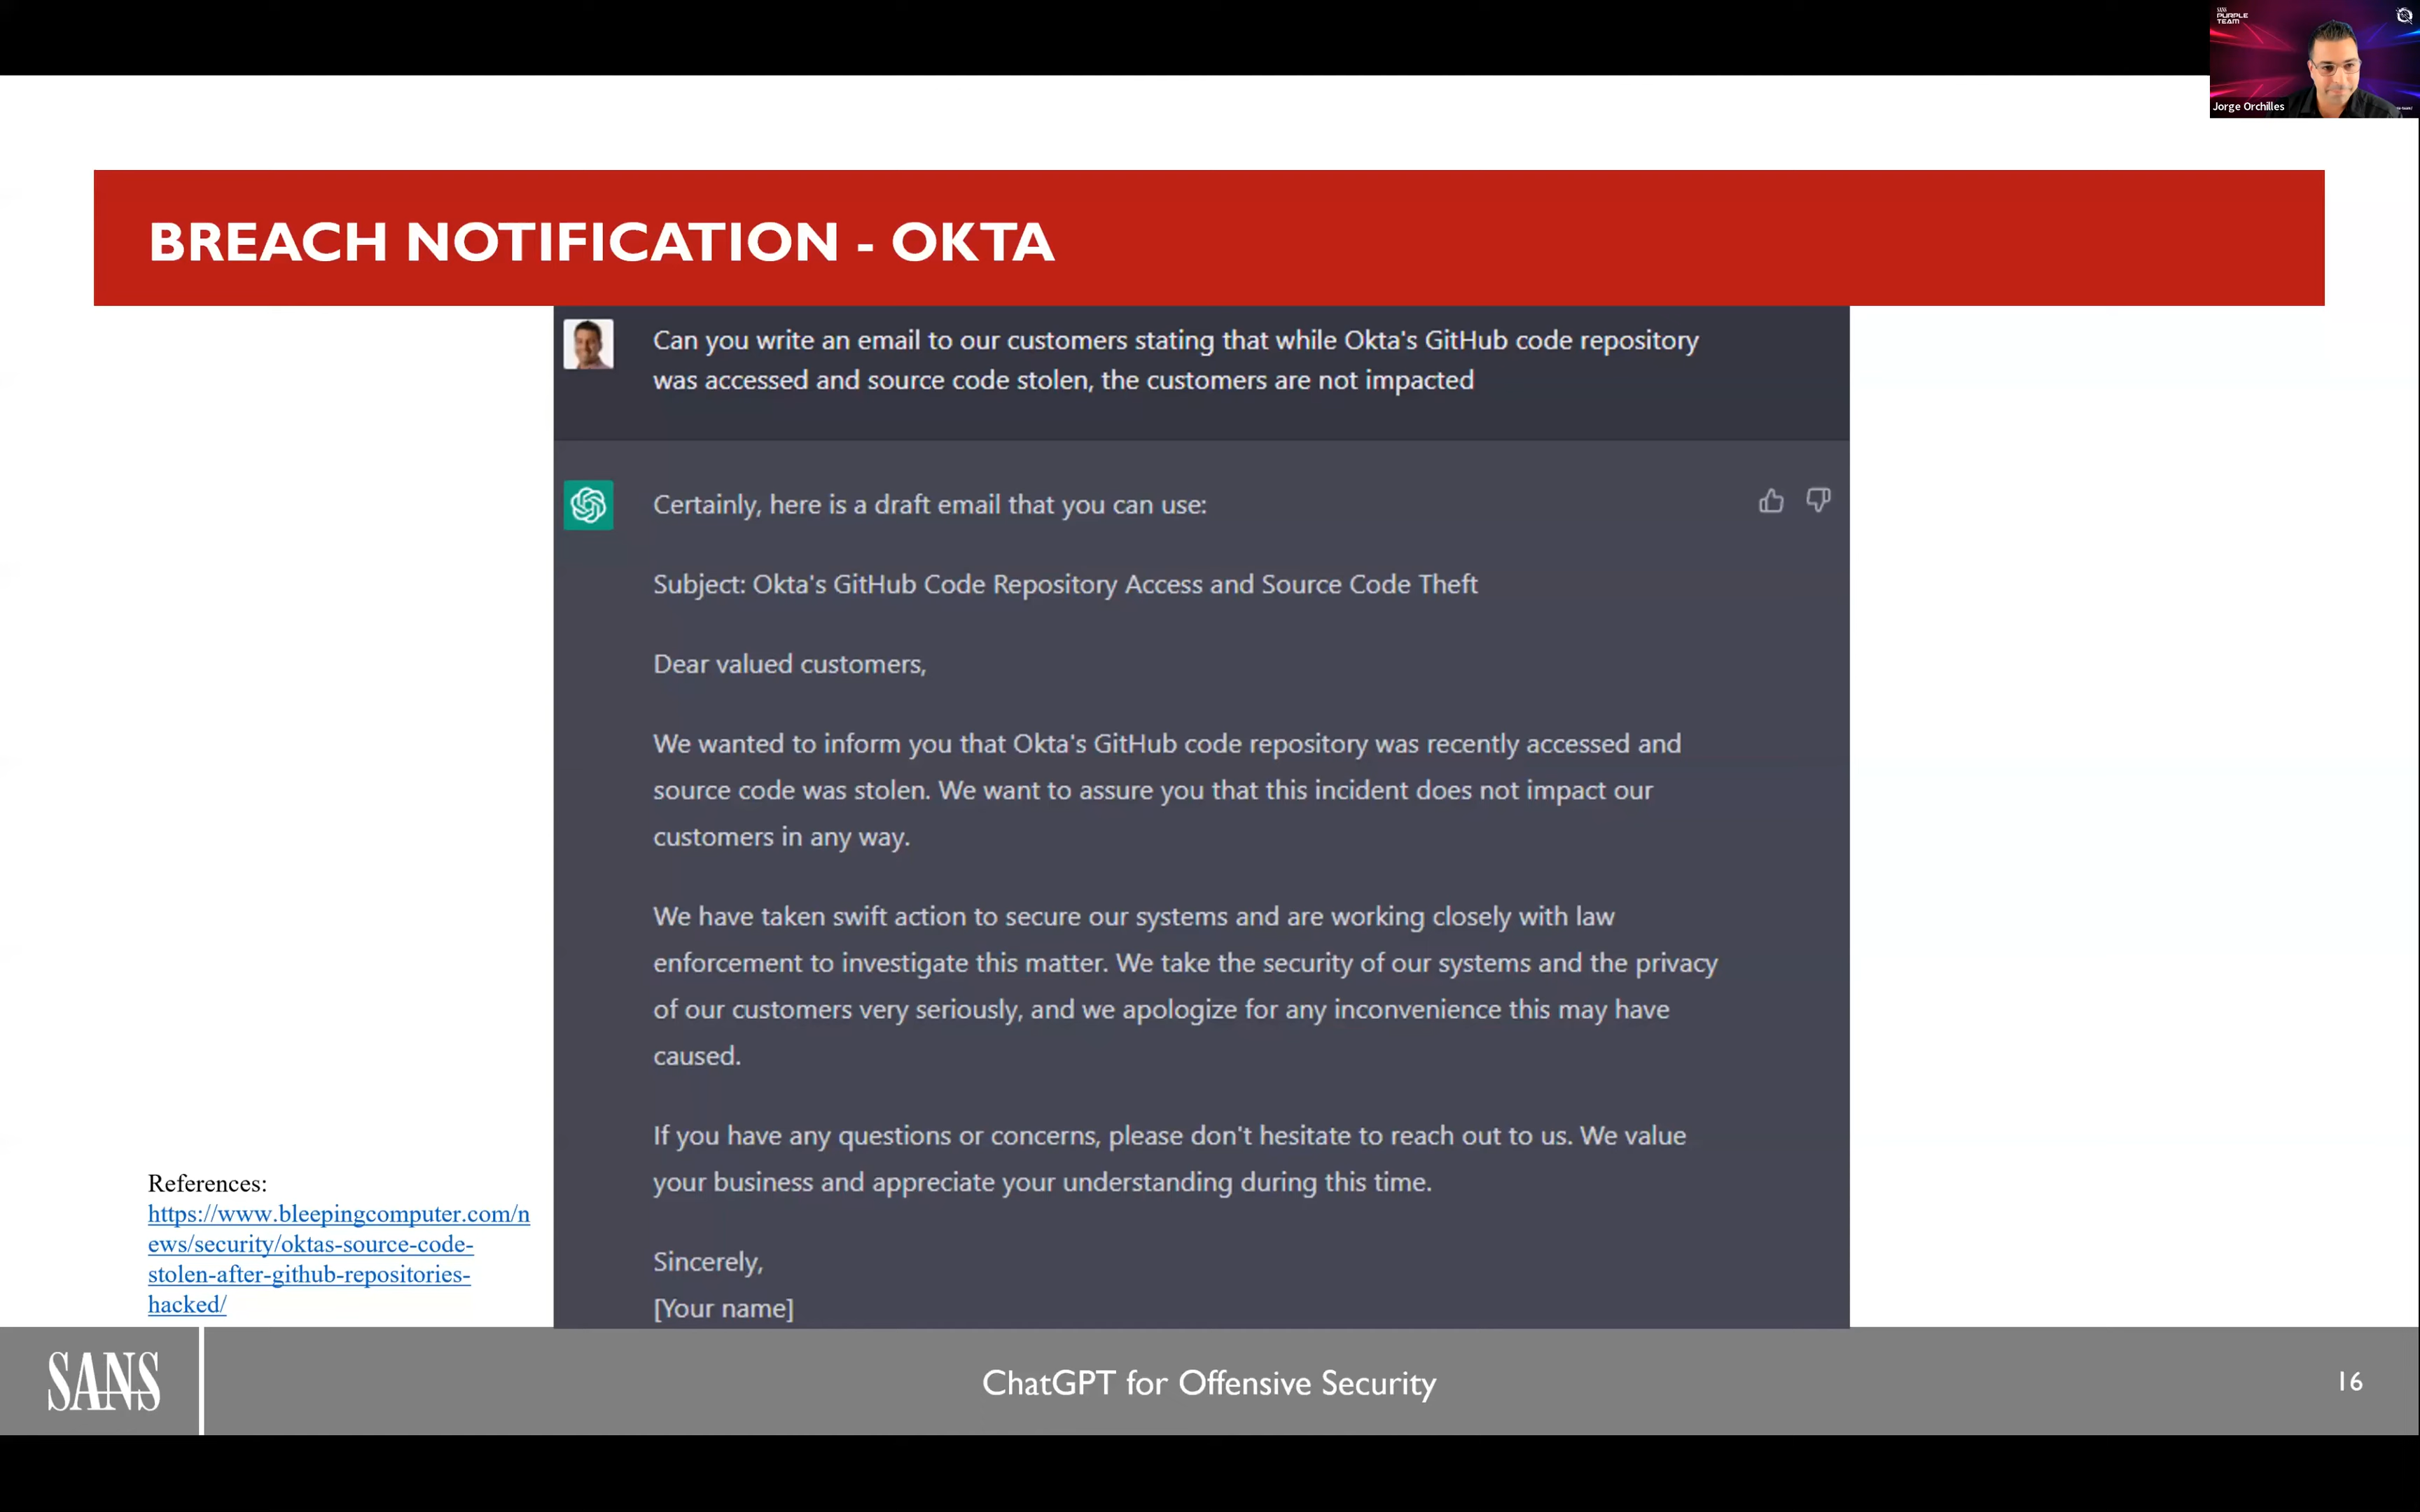 SANS
PURPLE
TEAM
Jorge Orchilles
BREACH NOTIFICATION - OKTA
Can you write an email to our customers stating that while Okta's GitHub code repository
was accessed and source code stolen, the customers are not impacted
Certainly, here is a draft email that you can use:
Subject: Okta's GitHub Code Repository Access and Source Code Theft
Dear valued customers,
We wanted to inform you that Okta's GitHub code repository was recently accessed and
source code was stolen. We want to assure you that this incident does not impact our
customers in any way.
We have taken swift action to secure our systems and are working closely with law
enforcement to investigate this matter. We take the security of our systems and the privacy
of our customers very seriously, and we apologize for any inconvenience this may have
caused.
If you have any questions or concerns, please don't hesitate to reach out to us. We value
your business and appreciate your understanding during this time.
Sincerely,
[Your name]
References:
https://www.bleepingcomputer.com/n
ews/security/oktas-source-code-
stolen-after-github-repositories-
hacked/
SANS
ChatGPT for Offensive Security
16